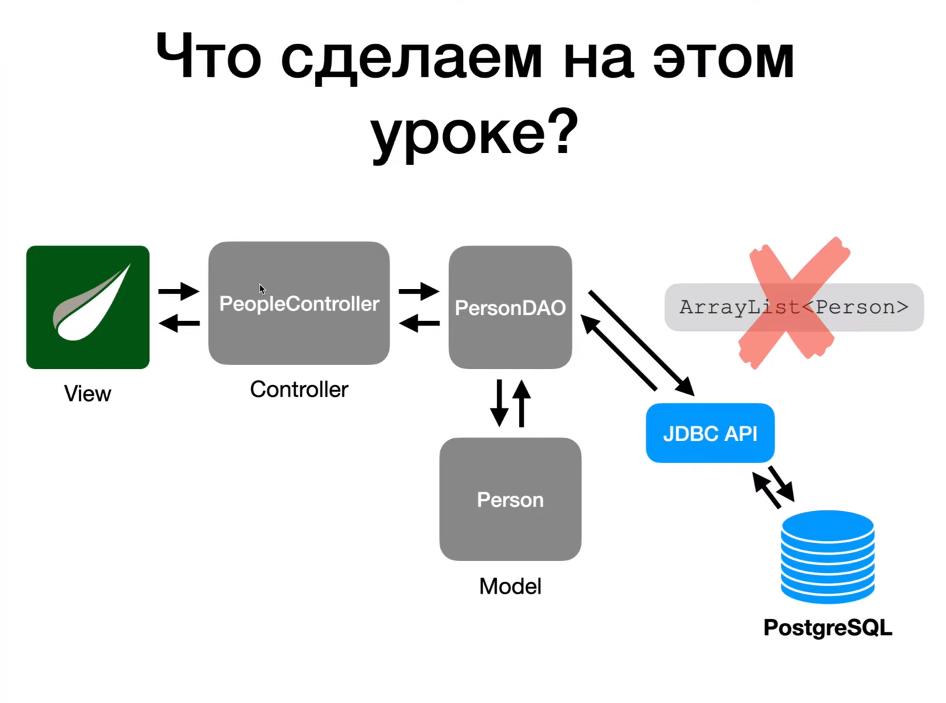 Что сделаем на этом
уроке?
PeopleController
PersonDAO
ArrayList<Person>
View
Controller
JDBC API
Person
Model
PostgreSQL